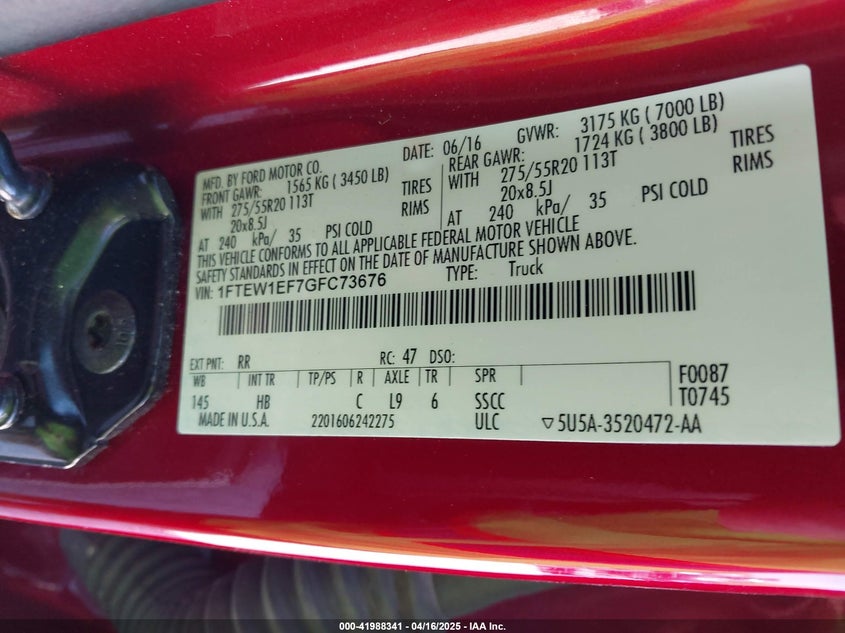 MFD. BY FORD MOTOR CO. DATE: 06/16 GVWR: 3175 KG ( 7000 LB)
FRONT GAWR: 1565 KG ( 3450 LB) REAR GAWR: 1724 KG ( 3800 LB)
WITH 275/55R20 113T TIRES WITH 275/55R20 113T TIRES
20x8.5J RIMS 20x8.5J RIMS
AT 240 kPa/ 35 PSI COLD AT 240 kPa/ 35 PSI COLD
THIS VEHICLE CONFORMS TO ALL APPLICABLE FEDERAL MOTOR VEHICLE
SAFETY STANDARDS IN EFFECT ON THE DATE OF MANUFACTURE SHOWN ABOVE.
VIN: 1FTEW1EF7GFC73676 TYPE: Truck
EXT PNT: RR RC: 47 DSO:
WB INT TR TP/PS R AXLE TR SPR F0087
145 HB C L9 6 SSCC T0745
MADE IN U.S.A. 2201606242275 ULC ▽5U5A-3520472-AA
000-41988341 - 04/16/2025 - IAA Inc.